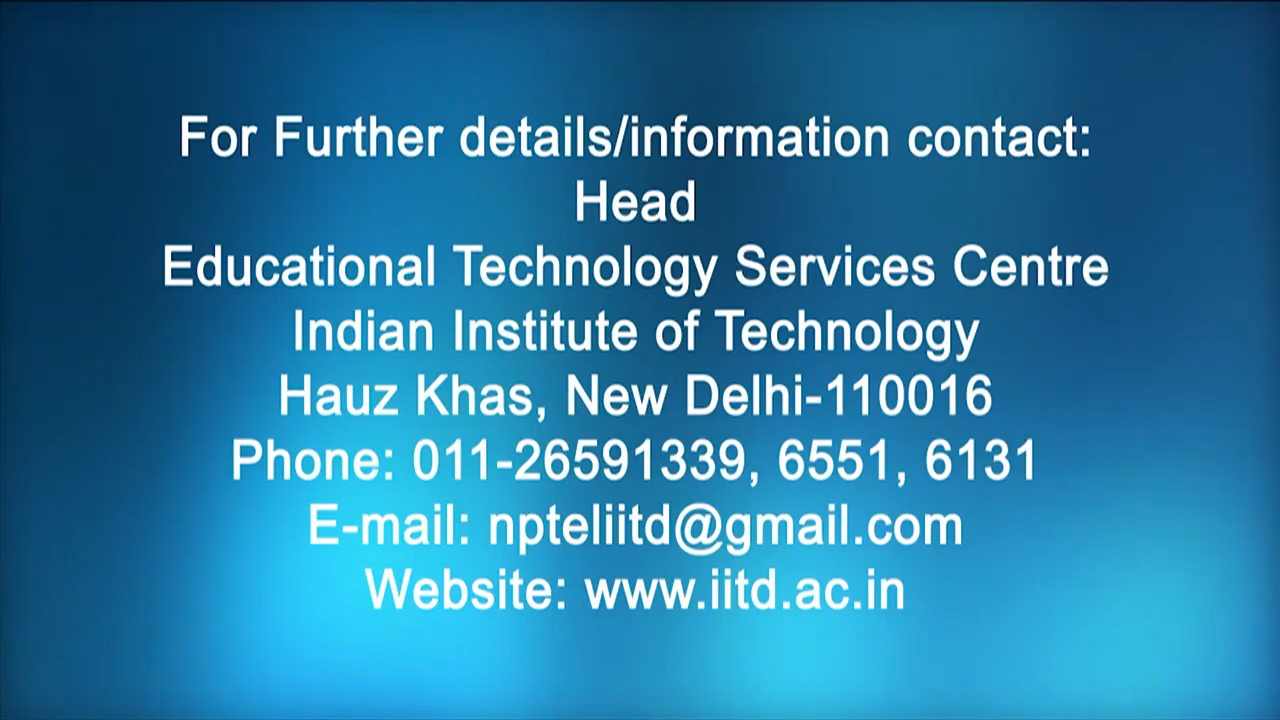 For Further details/information contact:
Head
Educational Technology Services Centre
Indian Institute of Technology
Hauz Khas, New Delhi-110016
Phone: 011-26591339, 6551, 6131
E-mail: npteliitd@gmail.com
Website: www.iitd.ac.in